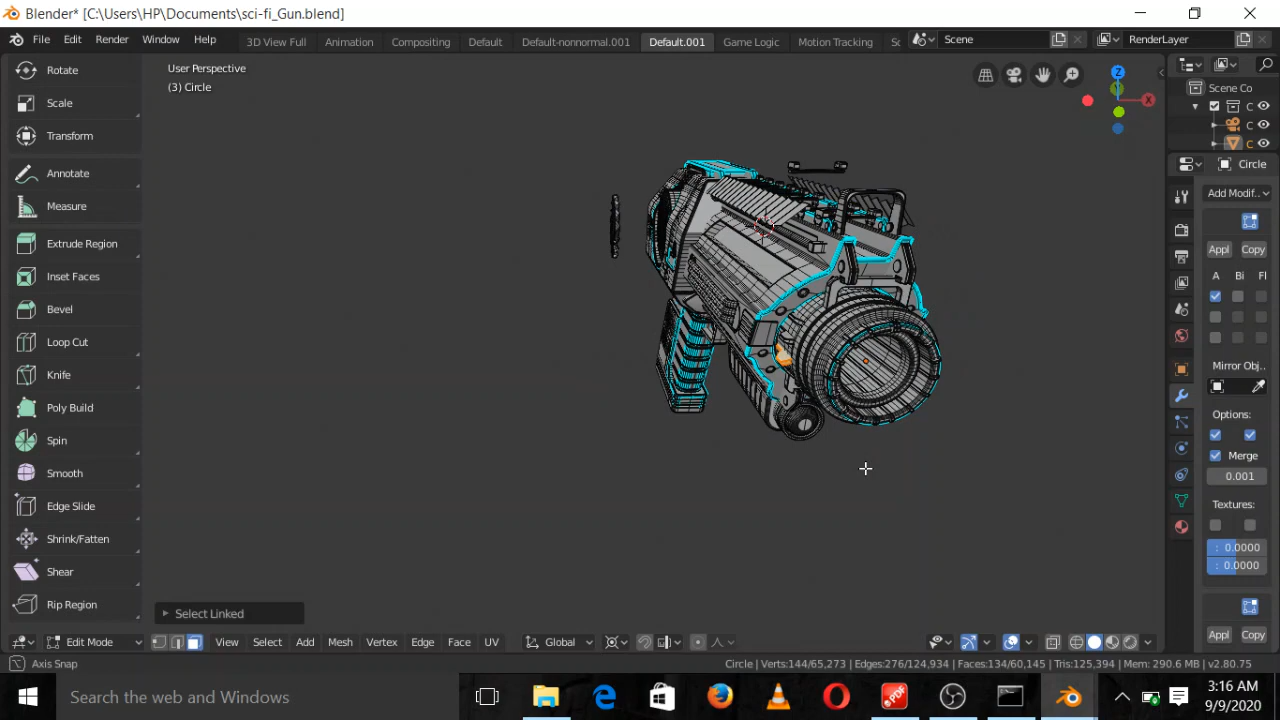 Blender* [C:\Users\HP\Documents\sci-fi_Gun.blend]
File Edit Render Window Help
3D View Full Animation Compositing Default Default-nonnormal.001 Default.001 Game Logic Motion Tracking Sc
Scene
RenderLayer
Rotate
Scale
Transform
Annotate
Measure
Extrude Region
Inset Faces
Bevel
Loop Cut
Knife
Poly Build
Spin
Smooth
Edge Slide
Shrink/Fatten
Shear
Rip Region
User Perspective
(3) Circle
Z
X
Select Linked
Scene Co
C
C
C
Circle
Add Modif..
Appl Copy
A Bi Fl
Mirror Obj..
Options:
Merge
0.001
Textures:
: 0.0000
: 0.0000
Appl Copy
Edit Mode
View Select Add Mesh Vertex Edge Face UV
Global
Axis Snap
Circle | Verts:144/65,273 | Edges:276/124,934 | Faces:134/60,145 | Tris:125,394 | Mem: 290.6 MB | v2.80.75
Search the web and Windows
3:16 AM
9/9/2020